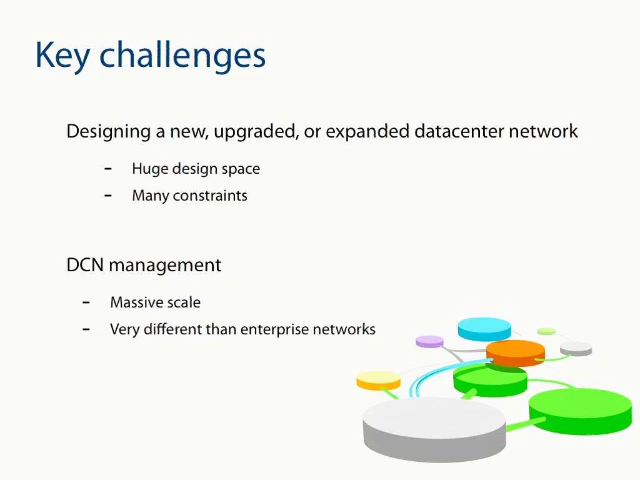 Key challenges
Designing a new, upgraded, or expanded datacenter network
- Huge design space
- Many constraints
DCN management
- Massive scale
- Very different than enterprise networks